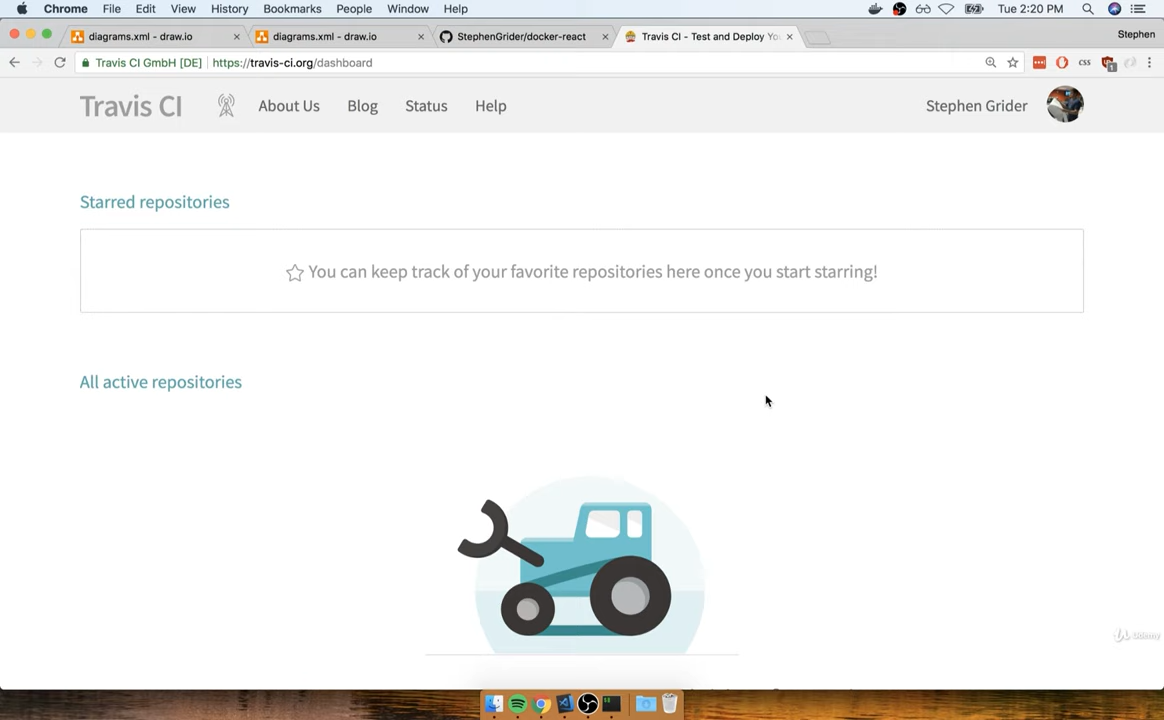 Chrome File Edit View History Bookmarks People Window Help Tue 2:20 PM
diagrams.xml - draw.io diagrams.xml - draw.io StephenGrider/docker-react Travis CI - Test and Deploy You Stephen
Travis CI GmbH [DE] https://travis-ci.org/dashboard CSS 1
Travis CI About Us Blog Status Help Stephen Grider
Starred repositories
You can keep track of your favorite repositories here once you start starring!
All active repositories
Udemy